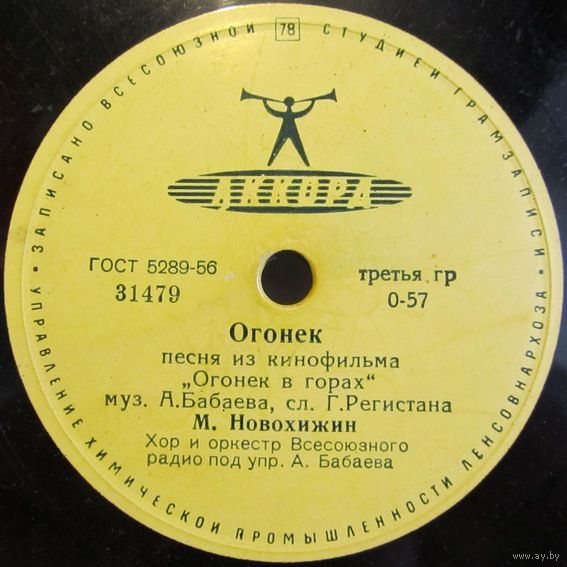 ЗАПИСАНО ВСЕСОЮЗНОЙ 78 СТУДИЕЙ ГРАМЗАПИСИ
АККОРД
ГОСТ 5289-56
31479
третья гр
0-57
Огонек
песня из кинофильма
„Огонек в горах“
муз. А.Бабаева, сл. Г.Регистана
М. Новохижин
Хор и оркестр Всесоюзного
радио под упр. А. Бабаева
УПРАВЛЕНИЕ ХИМИЧЕСКОЙ ПРОМЫШЛЕННОСТИ ЛЕНСОВНАРХОЗА
www.ay.by